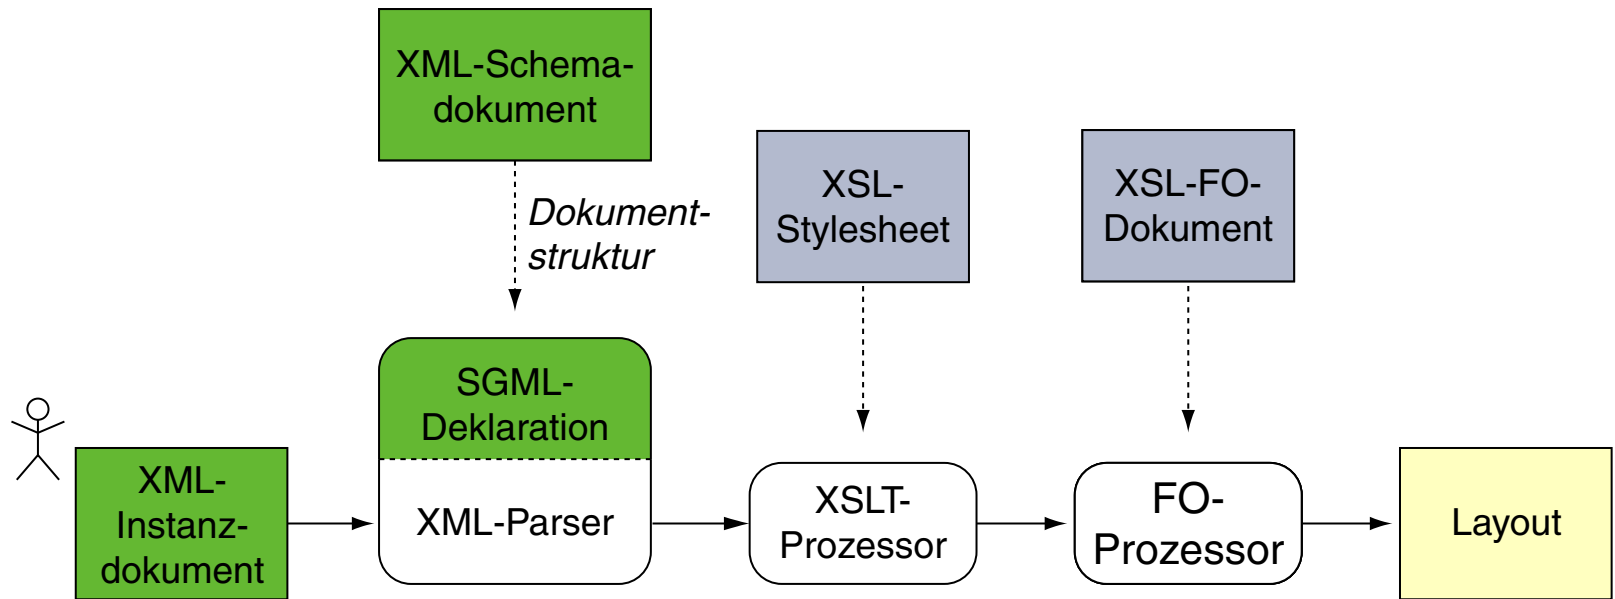 XML-Schema-
dokument
Dokument-
struktur
XSL-
Stylesheet
XSL-FO-
Dokument
SGML-
Deklaration
XML-Parser
XML-
Instanz-
dokument
XSLT-
Prozessor
FO-
Prozessor
Layout